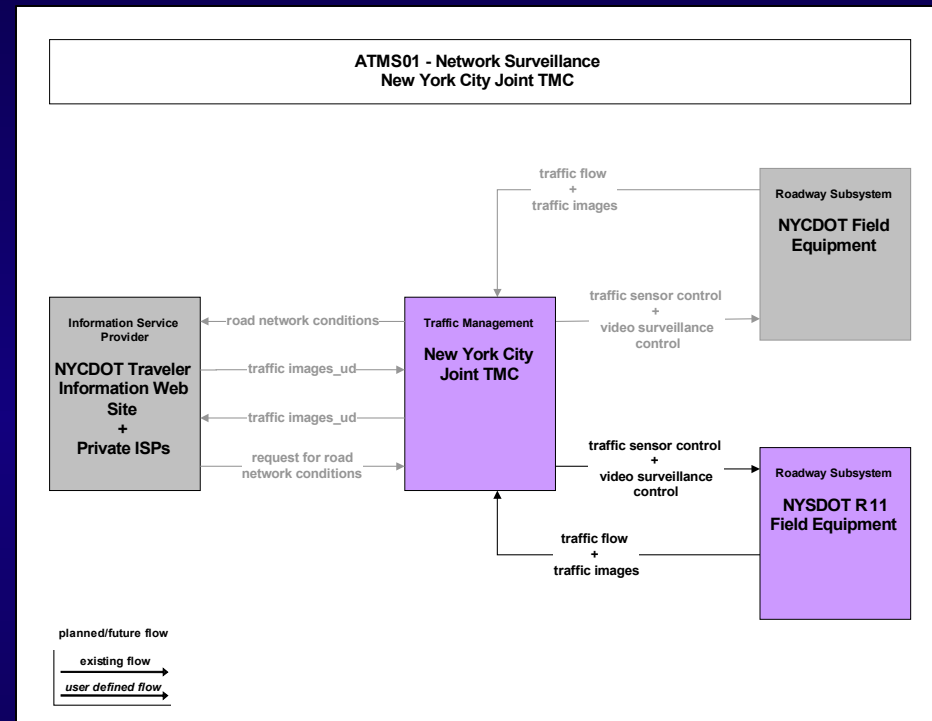 ATMS01 - Network Surveillance
New York City Joint TMC
traffic flow
+
traffic images
Roadway Subsystem
NYCDOT Field
Equipment
traffic sensor control
+
video surveillance
control
Information Service
Provider
NYCDOT Traveler
Information Web
Site
+
Private ISPs
road network conditions
traffic images_ud
traffic images_ud
request for road
network conditions
Traffic Management
New York City
Joint TMC
traffic sensor control
+
video surveillance
control
Roadway Subsystem
NYSDOT R11
Field Equipment
traffic flow
+
traffic images
planned/future flow
existing flow
user defined flow